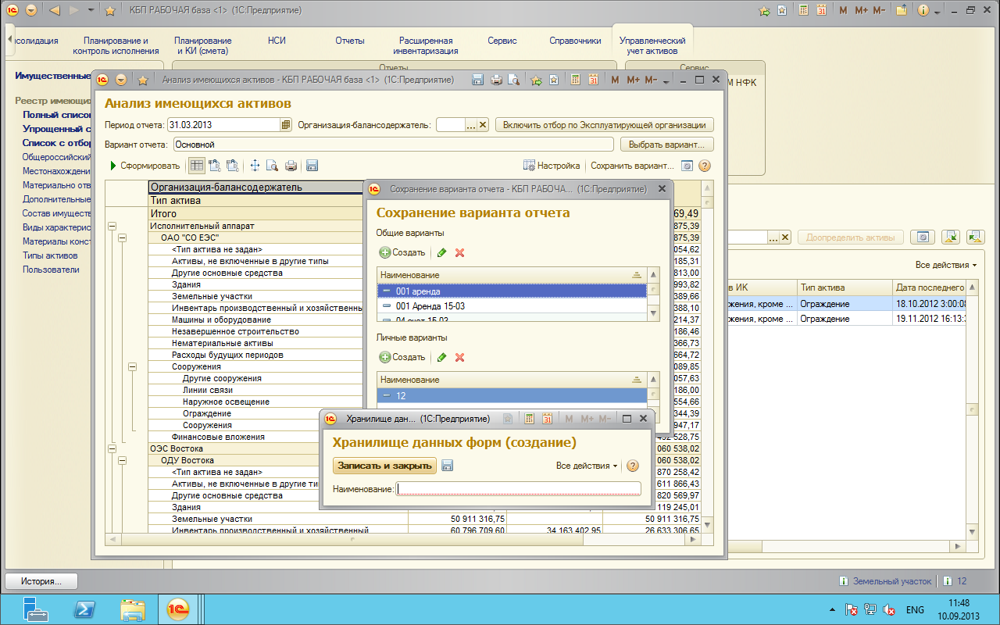 КБП РАБОЧАЯ база <1> (1С:Предприятие)
M M+ M-
Планирование и контроль исполнения
Планирование и КИ (смета)
НСИ
Отчеты
Расширенная инвентаризация
Сервис
Справочники
Управленческий учет активов
Имущественные
Реестр имеющих
Полный список
Упрощенный с
Список с отбор
Общероссийский
Местонахождени
Материально отв
Дополнительные
Состав имуществ
Виды характерис
Материалы конст
Типы активов
Пользователи
НФК
Анализ имеющихся активов - КБП РАБОЧАЯ база <1> (1С:Предприятие)
M M+ M-
Анализ имеющихся активов
Период отчета: 31.03.2013 Организация-балансодержатель: ... Включить отбор по Эксплуатирующей организации
Вариант отчета: Основной Выбрать вариант...
Сформировать Настройка Сохранить вариант...
Организация-балансодержатель
Тип актива
Итого 69,49
Исполнительный аппарат 875,39
ОАО "СО ЕЭС" 875,39
<Тип актива не задан> 054,62
Активы, не включенные в другие типы 185,31
Другие основные средства 813,00
Здания 993,82
Земельные участки 389,66
Инвентарь производственный и хозяйственны 388,10
Машины и оборудование 214,37
Незавершенное строительство 186,46
Нематериальные активы 366,73
Расходы будущих периодов 664,72
Сооружения 089,85
Другие сооружения 057,63
Линии связи 186,00
Наружное освещение 554,66
Ограждение 344,39
Сооружения 947,17
Финансовые вложения 528,75
ОЭС Востока 060 538,02
ОДУ Востока 060 538,02
<Тип актива не задан> 870 258,42
Активы, не включенные в другие ти 611 866,43
Другие основные средства 820 569,97
Здания 119 245,01
Земельные участки 50 911 316,75 50 911 316,75
Инвентарь производственный и хозяйственный 60 796 709,60 34 163 402,95 26 633 306,65
Сохранение варианта отчета - КБП РАБОЧА... (1С:Предприятие)
Сохранение варианта отчета
Общие варианты
Создать
Наименование
001 аренда
001 Аренда 15-03
04 счет 15-03
Личные варианты
Создать
Наименование
12
Хранилище дан... (1С:Предприятие)
M M+ M-
Хранилище данных форм (создание)
Записать и закрыть Все действия
Наименование:
... Доопределить активы
Все действия
в ИК Тип актива Дата последнего
жения, кроме ... Ограждение 18.10.2012 3:00:08
жения, кроме ... Ограждение 19.11.2012 16:13:3
История... Земельный участок 12
ENG
11:48
10.09.2013